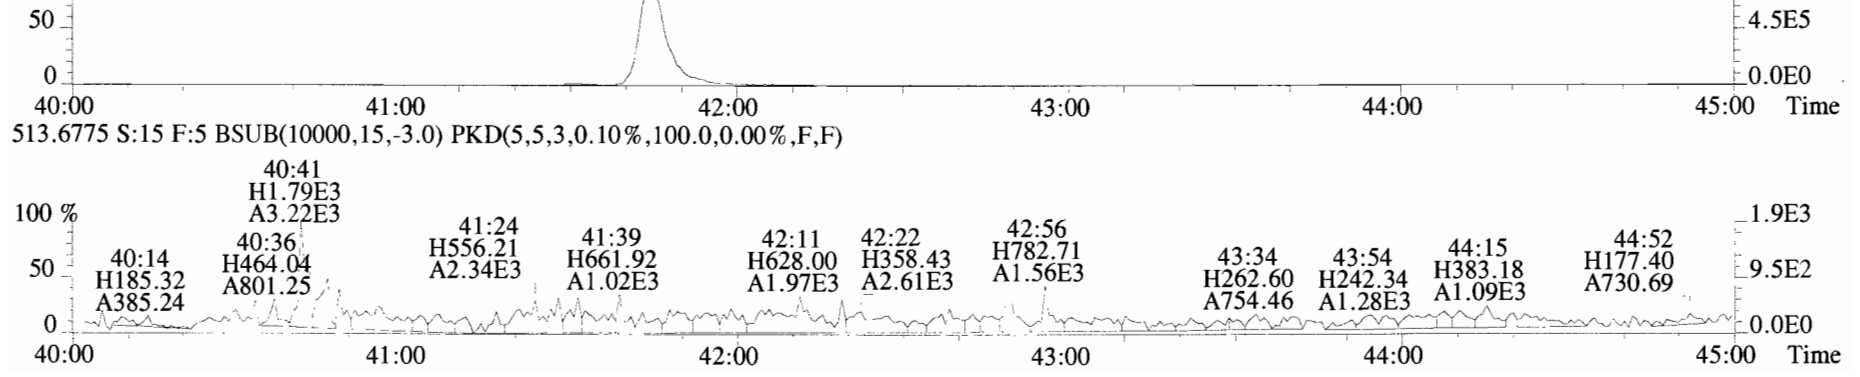 50 4.5E5
0 0.0E0
40:00 41:00 42:00 43:00 44:00 45:00 Time
513.6775 S:15 F:5 BSUB(10000,15,-3.0) PKD(5,5,3,0.10%,100.0,0.00%,F,F)
100 % 1.9E3
40:14
H185.32
A385.24
40:36
H464.04
A801.25
40:41
H1.79E3
A3.22E3
41:24
H556.21
A2.34E3
41:39
H661.92
A1.02E3
42:11
H628.00
A1.97E3
42:22
H358.43
A2.61E3
42:56
H782.71
A1.56E3
43:34
H262.60
A754.46
43:54
H242.34
A1.28E3
44:15
H383.18
A1.09E3
44:52
H177.40
A730.69
50 9.5E2
0 0.0E0
40:00 41:00 42:00 43:00 44:00 45:00 Time